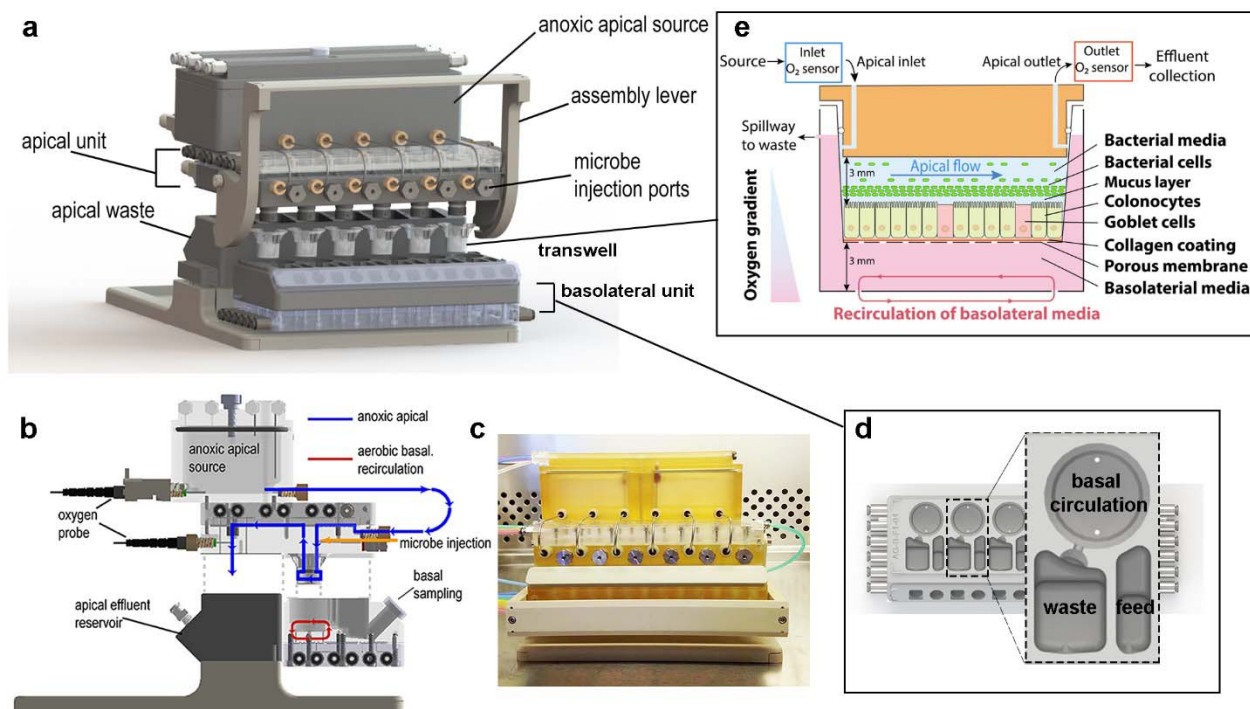 a
anoxic apical source
assembly lever
apical unit
microbe
injection ports
apical waste
transwell
basolateral unit
e
Source
Inlet
O₂ sensor
Apical inlet
Apical outlet
Outlet
O₂ sensor
Effluent
collection
Spillway
to waste
3 mm
Apical flow
Bacterial media
Bacterial cells
Mucus layer
Colonocytes
Goblet cells
Collagen coating
Porous membrane
Basolaterial media
Oxygen gradient
3 mm
Recirculation of basolateral media
b
anoxic apical
aerobic basal.
recirculation
anoxic apical
source
oxygen
probe
microbe injection
basal
sampling
apical effluent
reservoir
c
d
basal
circulation
waste
feed